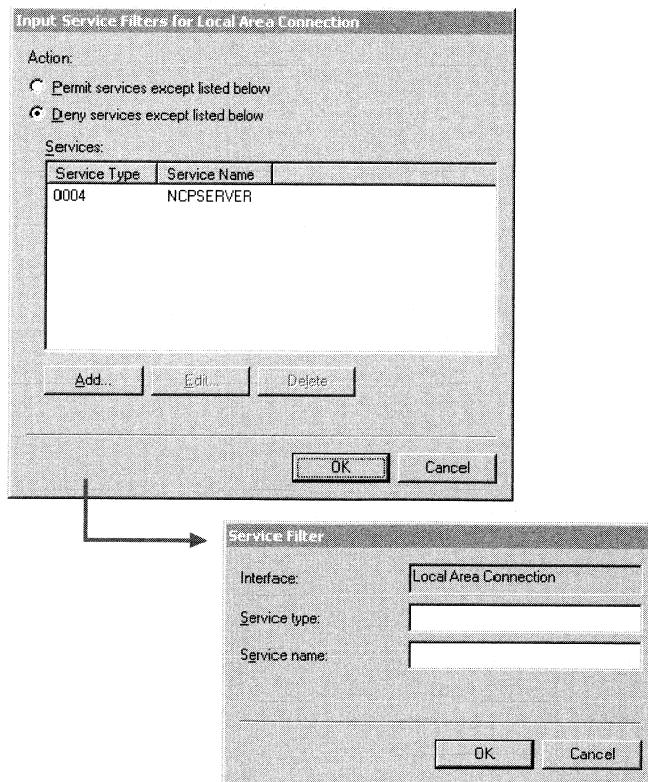 Input Service Filters for Local Area Connection
Action:
Permit services except listed below
Deny services except listed below
Services:
Service Type Service Name
0004 NCPSERVER
Add... Edit... Delete
OK Cancel
Service Filter
Interface: Local Area Connection
Service type:
Service name:
OK Cancel